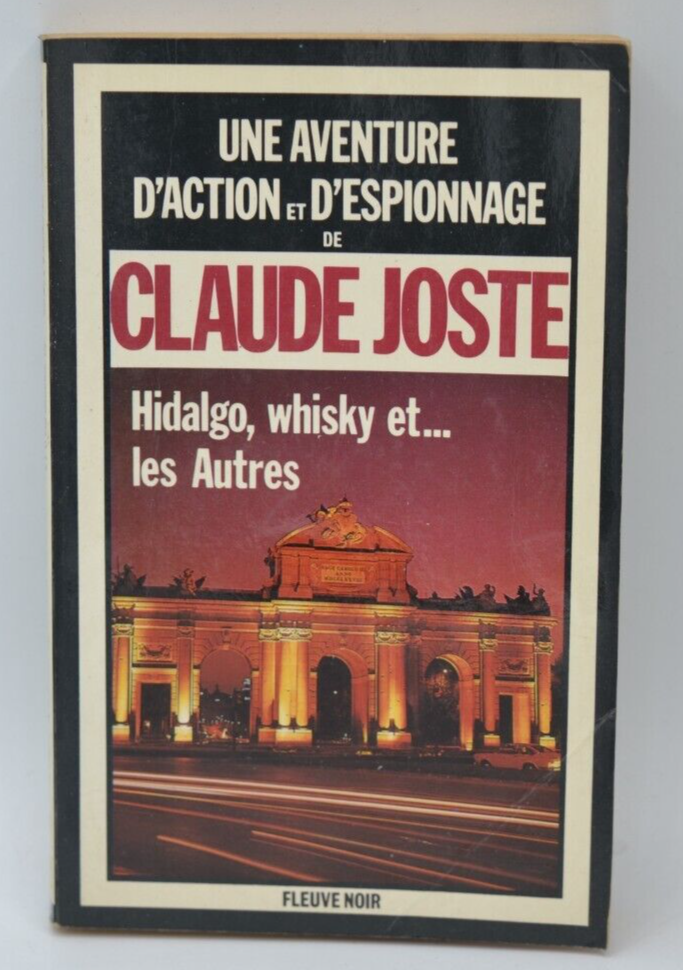 UNE AVENTURE
D'ACTION ET D'ESPIONNAGE
DE
CLAUDE JOSTE
Hidalgo, whisky et...
les Autres
FLEUVE NOIR